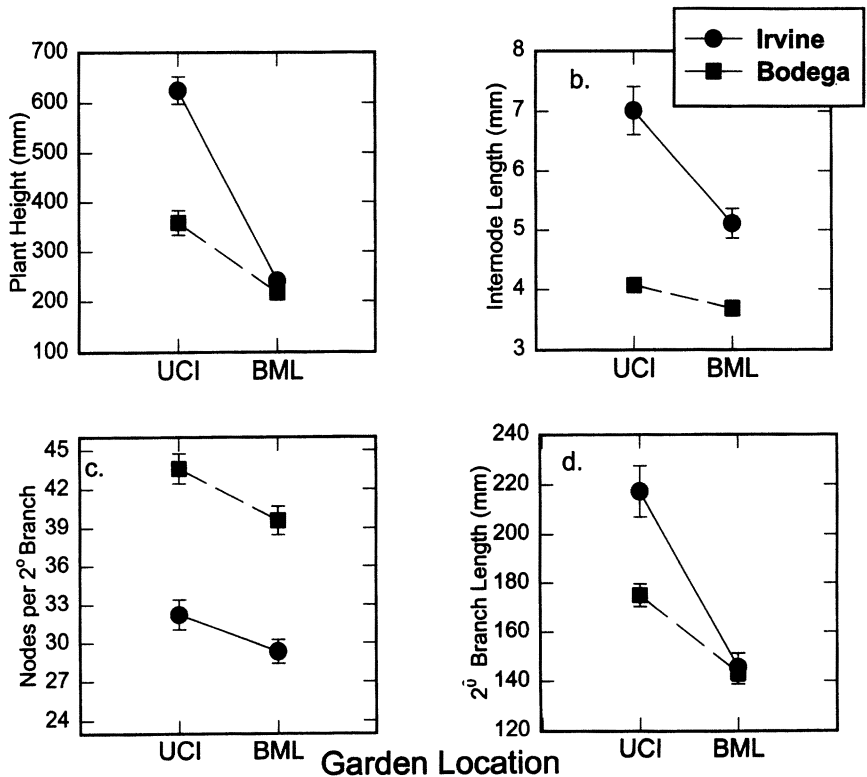 Irvine
Bodega
700
600
500
400
300
200
100
Plant Height (mm)
UCI BML
b.
8
7
6
5
4
3
Internode Length (mm)
UCI BML
c.
45
42
39
36
33
30
27
24
Nodes per 2º Branch
UCI BML
d.
240
220
200
180
160
140
120
Branch Length (mm)
UCI BML
Garden Location